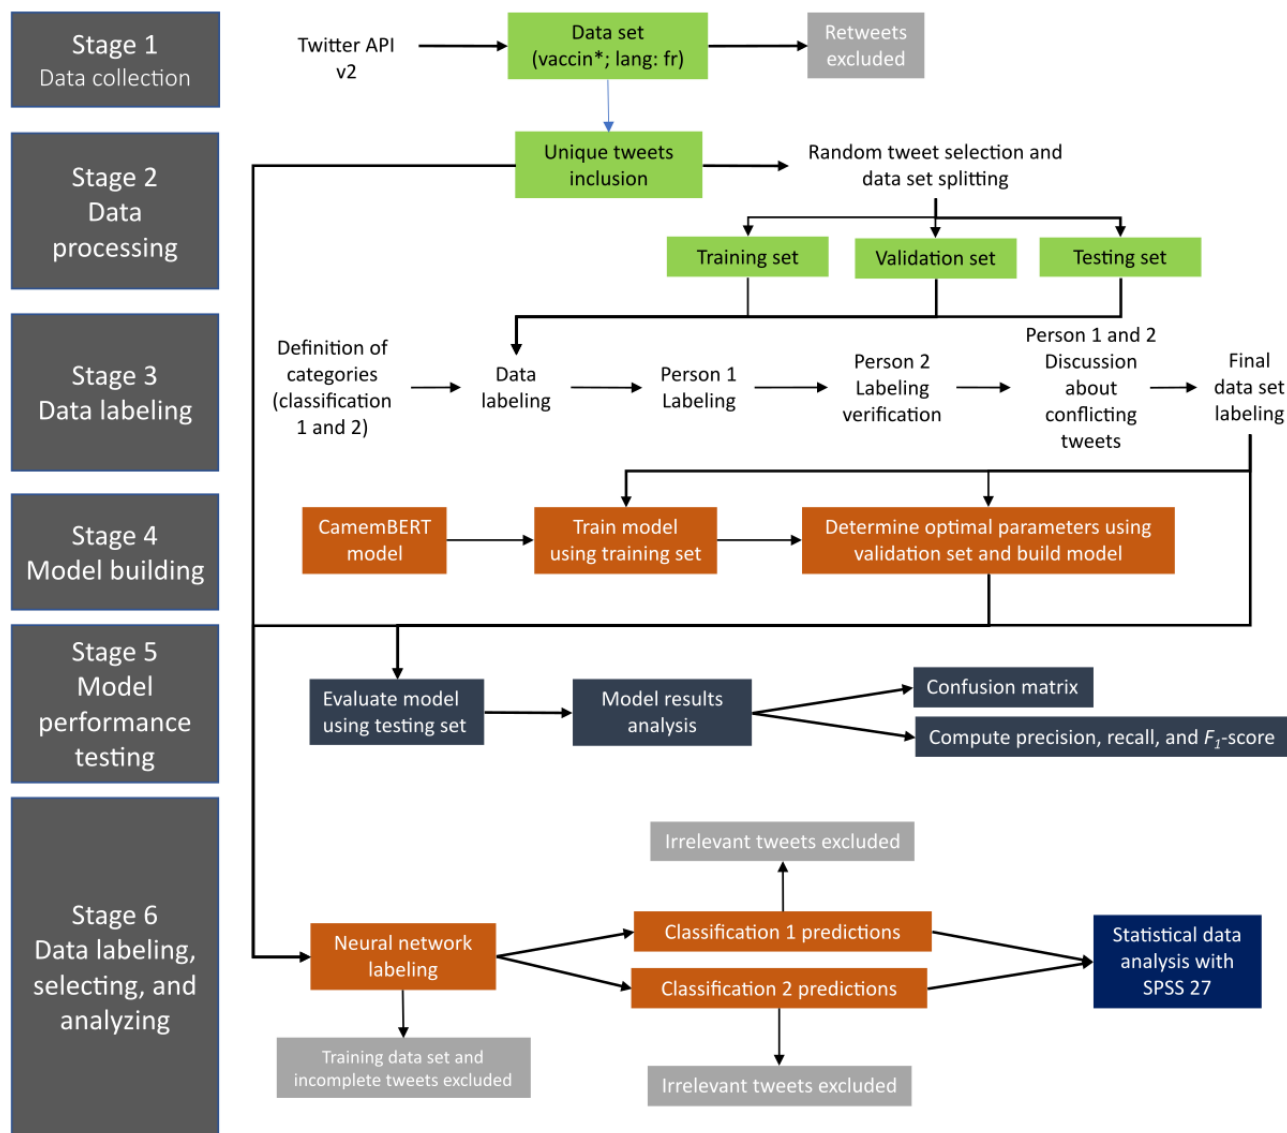 Stage 1
Data collection
Twitter API
v2
Data set
(vaccin*; lang: fr)
Retweets
excluded
Stage 2
Data
processing
Unique tweets
inclusion
Random tweet selection and
data set splitting
Training set
Validation set
Testing set
Stage 3
Data labeling
Definition of
categories
(classification
1 and 2)
Data
labeling
Person 1
Labeling
Person 2
Labeling
verification
Person 1 and 2
Discussion
about
conflicting
tweets
Final
data set
labeling
Stage 4
Model building
CamemBERT
model
Train model
using training set
Determine optimal parameters using
validation set and build model
Stage 5
Model
performance
testing
Evaluate model
using testing set
Model results
analysis
Confusion matrix
Compute precision, recall, and F1-score
Stage 6
Data labeling,
selecting, and
analyzing
Irrelevant tweets excluded
Neural network
labeling
Classification 1 predictions
Classification 2 predictions
Statistical data
analysis with
SPSS 27
Training data set and
incomplete tweets excluded
Irrelevant tweets excluded